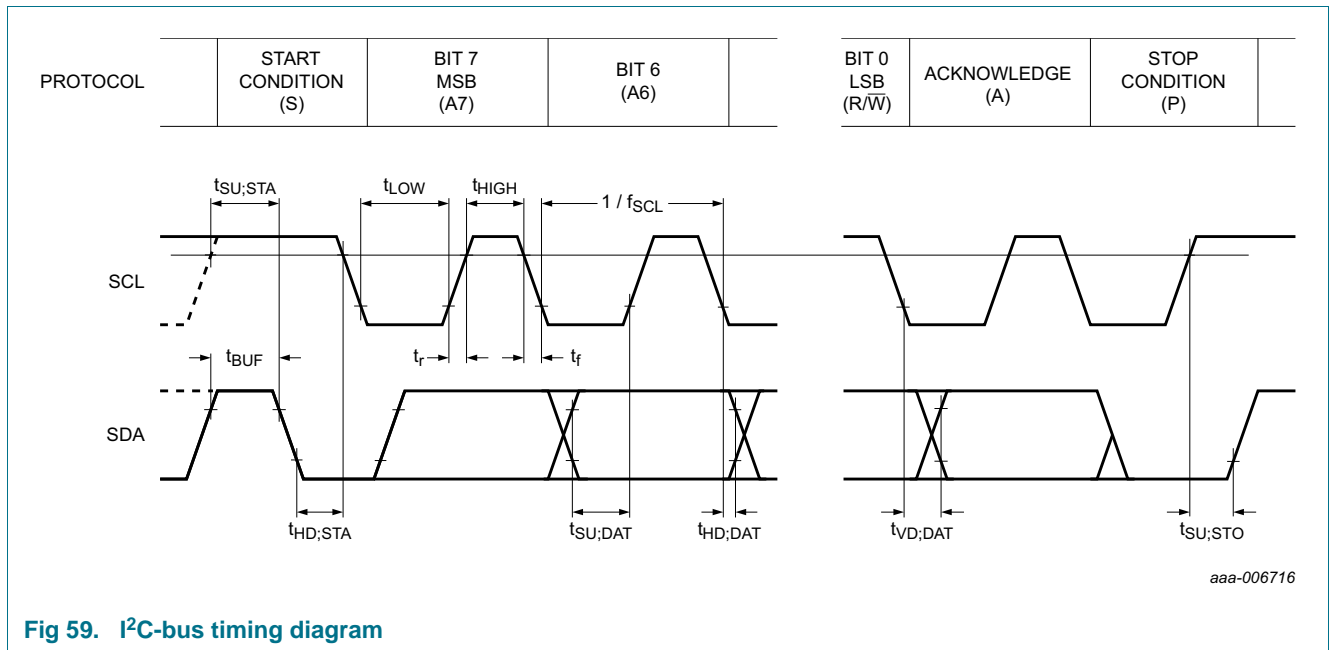 PROTOCOL
START
CONDITION
(S)
BIT 7
MSB
(A7)
BIT 6
(A6)
BIT 0
LSB
(R/W̅)
ACKNOWLEDGE
(A)
STOP
CONDITION
(P)
tSU;STA
tLOW
tHIGH
1 / fSCL
SCL
tBUF
tr
tf
SDA
tHD;STA
tSU;DAT
tHD;DAT
tVD;DAT
tSU;STO
aaa-006716
Fig 59. I²C-bus timing diagram